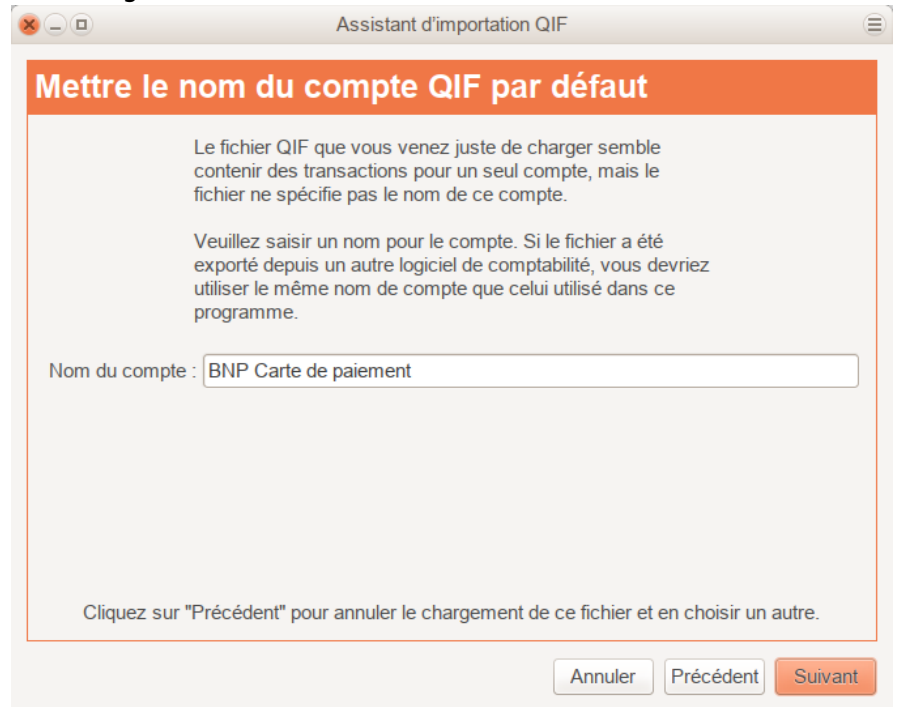 Assistant d'importation QIF
Mettre le nom du compte QIF par défaut
Le fichier QIF que vous venez juste de charger semble
contenir des transactions pour un seul compte, mais le
fichier ne spécifie pas le nom de ce compte.
Veuillez saisir un nom pour le compte. Si le fichier a été
exporté depuis un autre logiciel de comptabilité, vous devriez
utiliser le même nom de compte que celui utilisé dans ce
programme.
Nom du compte : BNP Carte de paiement
Cliquez sur "Précédent" pour annuler le chargement de ce fichier et en choisir un autre.
Annuler Précédent Suivant